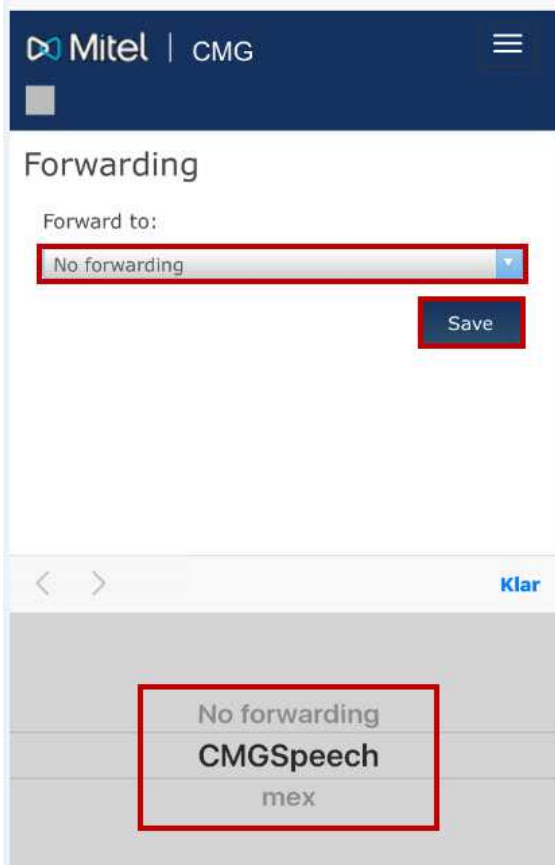 Mitel | CMG
Forwarding
Forward to:
No forwarding
Save
Klar
No forwarding
CMGSpeech
mex